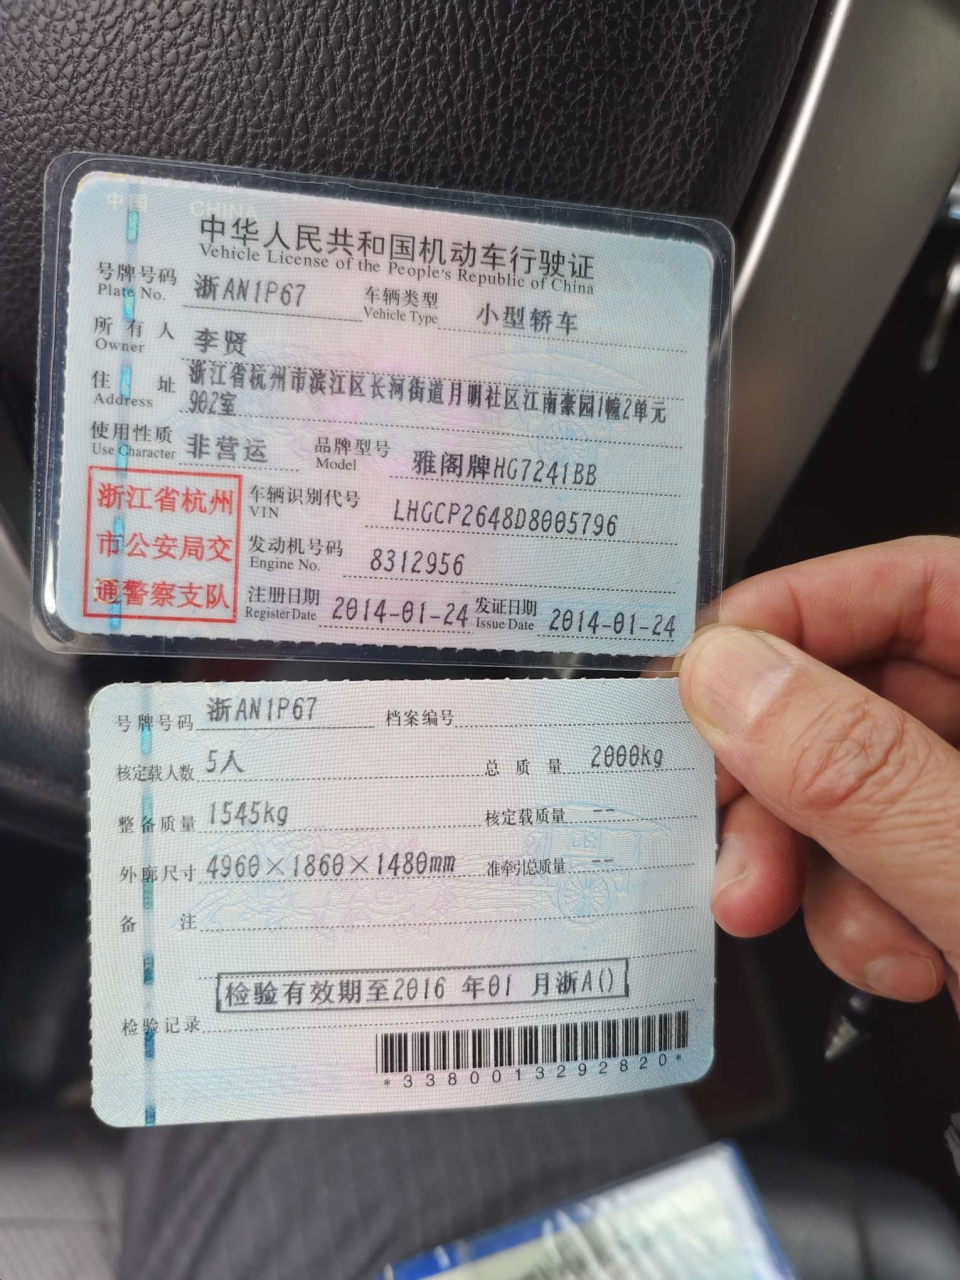 中国 CHINA
中华人民共和国机动车行驶证
Vehicle License of the People's Republic of China
号牌号码 浙AN1P67 车辆类型 小型轿车
Plate No. Vehicle Type
所有人 李贤
Owner
住址 浙江省杭州市滨江区长河街道月明社区江南豪园1幢2单元
Address 902室
使用性质 非营运 品牌型号 雅阁牌HG7241BB
Use Character Model
浙江省杭州
市公安局交
通警察支队
车辆识别代号 LHGCP2648D8005796
VIN
发动机号码 8312956
Engine No.
注册日期 2014-01-24 发证日期 2014-01-24
Register Date Issue Date
号牌号码 浙AN1P67 档案编号
核定载人数 5人 总质量 2000kg
整备质量 1545kg 核定载质量 --
外廓尺寸 4960×1860×1480mm 准牵引总质量 --
备注
检验有效期至2016 年01 月浙A()
检验记录
*3380013292820*